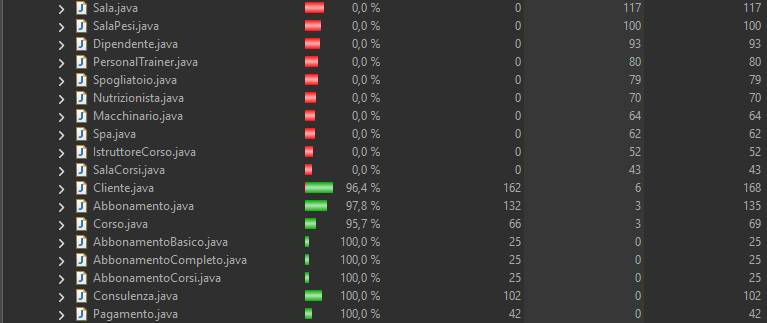 Sala.java 0,0 % 0 117 117
SalaPesi.java 0,0 % 0 100 100
Dipendente.java 0,0 % 0 93 93
PersonalTrainer.java 0,0 % 0 80 80
Spogliatoio.java 0,0 % 0 79 79
Nutrizionista.java 0,0 % 0 70 70
Macchinario.java 0,0 % 0 64 64
Spa.java 0,0 % 0 62 62
IstruttoreCorso.java 0,0 % 0 52 52
SalaCorsi.java 0,0 % 0 43 43
Cliente.java 96,4 % 162 6 168
Abbonamento.java 97,8 % 132 3 135
Corso.java 95,7 % 66 3 69
AbbonamentoBasico.java 100,0 % 25 0 25
AbbonamentoCompleto.java 100,0 % 25 0 25
AbbonamentoCorsi.java 100,0 % 25 0 25
Consulenza.java 100,0 % 102 0 102
Pagamento.java 100,0 % 42 0 42